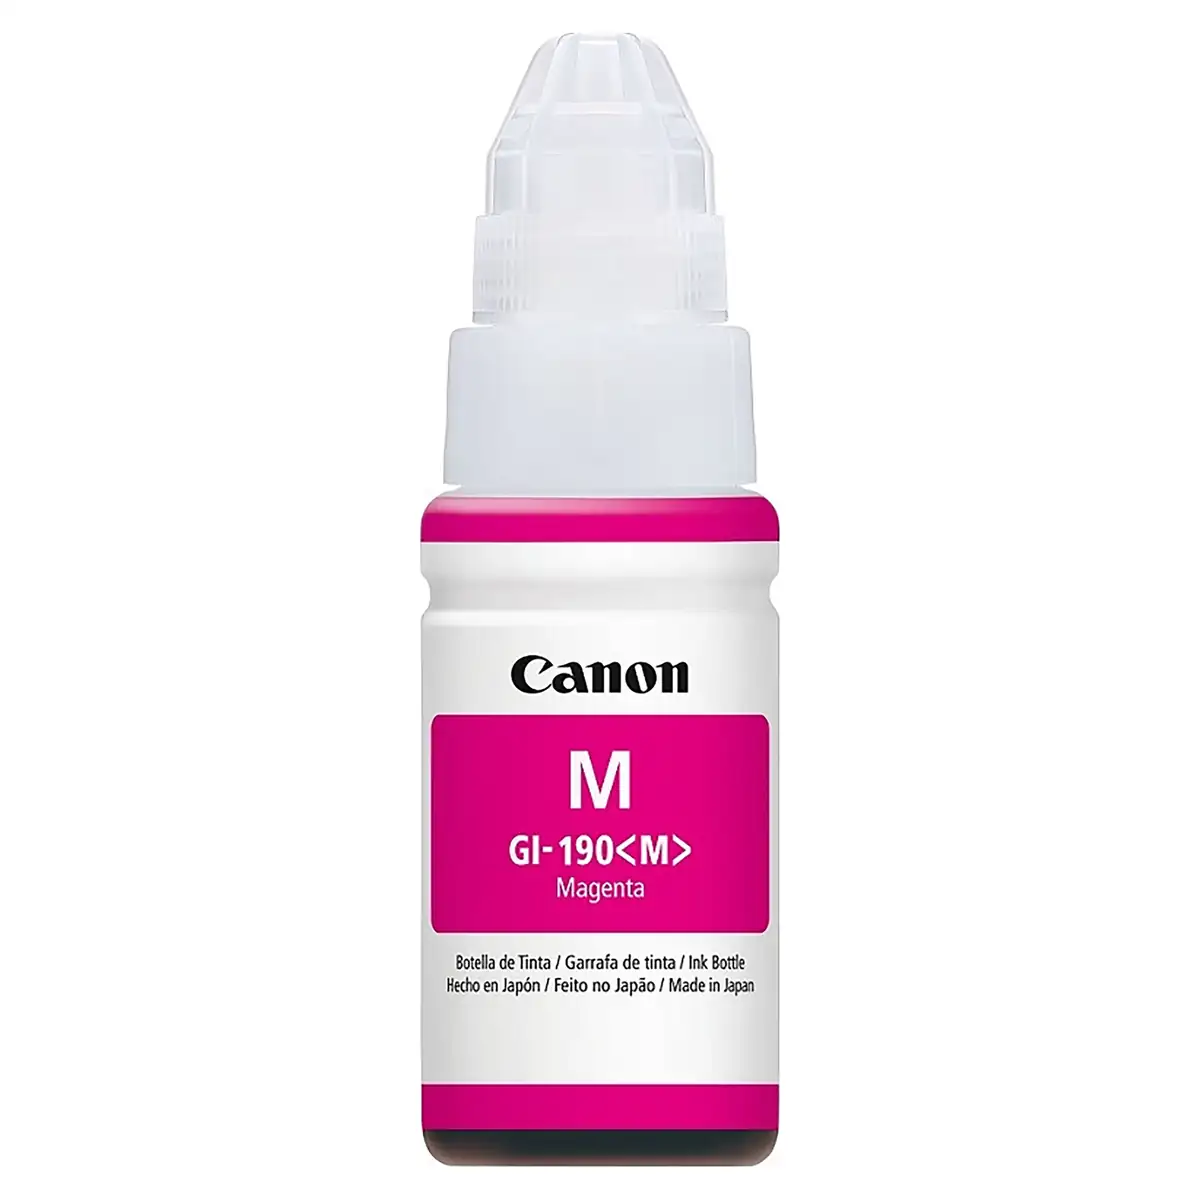 Canon
M
GI-190<M>
Magenta
Botella de Tinta / Garrafa de tinta / Ink Bottle
Hecho en Japón / Feito no Japão / Made in Japan